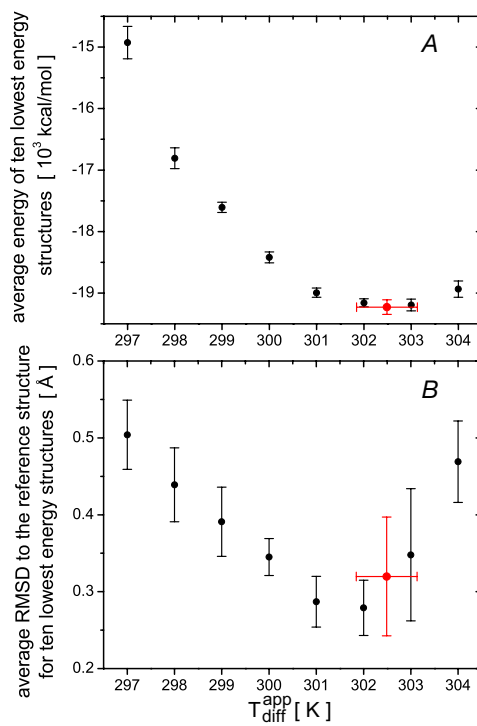 average energy of ten lowest energy
structures [ 10³ kcal/mol ]
A
-15
-16
-17
-18
-19
297 298 299 300 301 302 303 304
average RMSD to the reference structure
for ten lowest energy structures [ Å ]
B
0.6
0.5
0.4
0.3
0.2
297 298 299 300 301 302 303 304
T_diff^app [ K ]